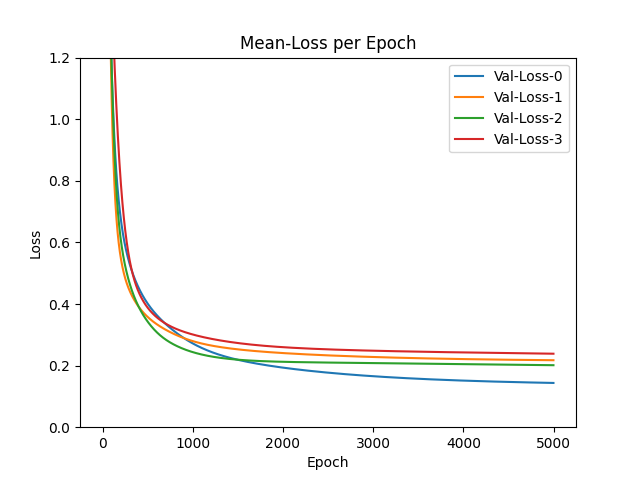 Mean-Loss per Epoch
Val-Loss-0
Val-Loss-1
Val-Loss-2
Val-Loss-3
Loss
1.2
1.0
0.8
0.6
0.4
0.2
0.0
0 1000 2000 3000 4000 5000
Epoch